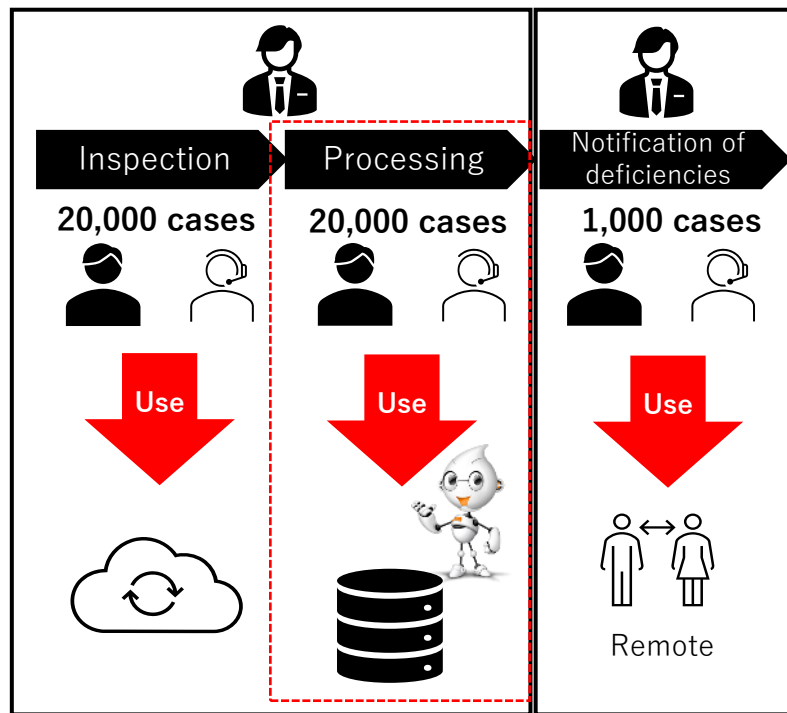 Inspection
Processing
Notification of
deficiencies
20,000 cases
20,000 cases
1,000 cases
Use
Use
Use
Remote